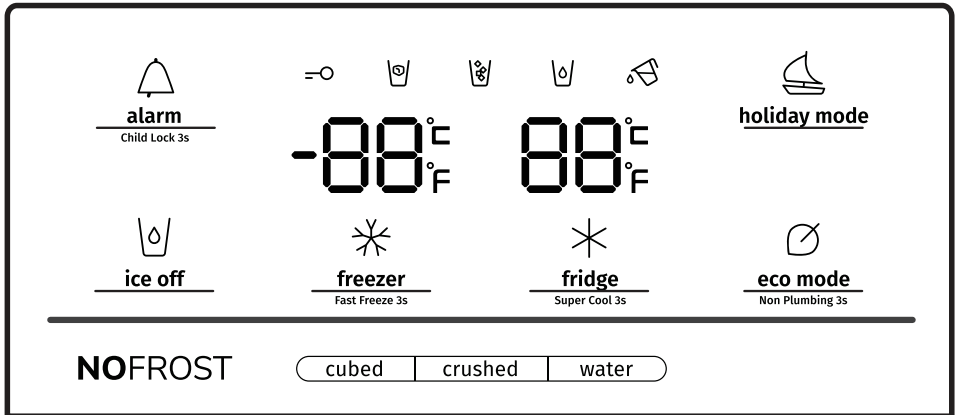 alarm
Child Lock 3s
holiday mode
-88°C °F
88°C °F
ice off
freezer
Fast Freeze 3s
fridge
Super Cool 3s
eco mode
Non Plumbing 3s
NOFROST
cubed
crushed
water